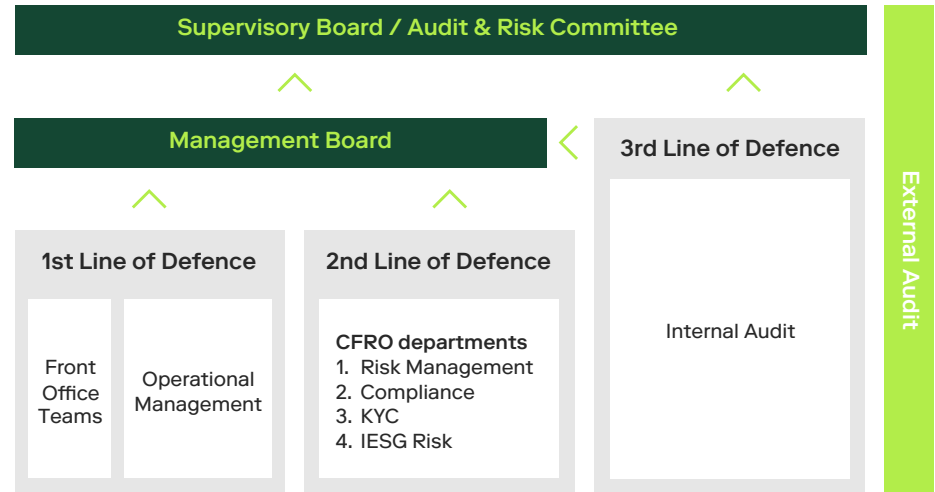 Supervisory Board / Audit & Risk Committee
Management Board
3rd Line of Defence
Internal Audit
1st Line of Defence
Front
Office
Teams
Operational
Management
2nd Line of Defence
CFRO departments
1. Risk Management
2. Compliance
3. KYC
4. IESG Risk
External Audit